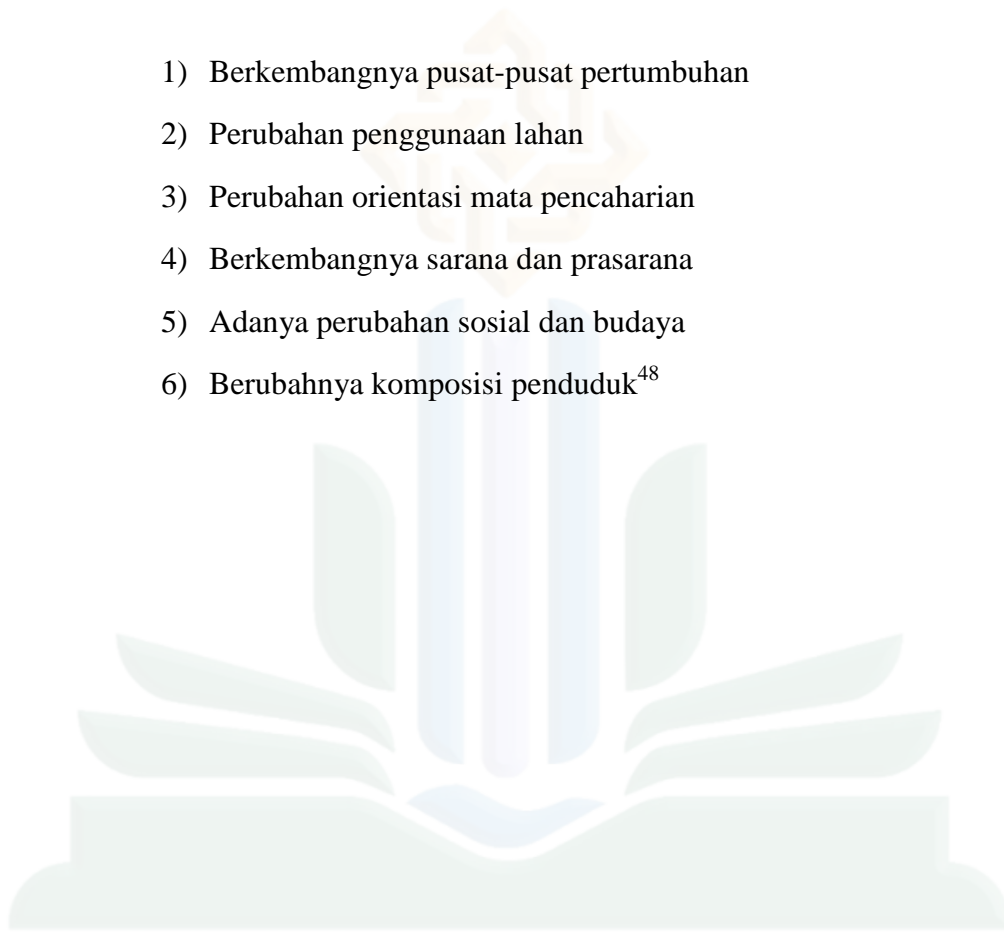 1) Berkembangnya pusat-pusat pertumbuhan
2) Perubahan penggunaan lahan
3) Perubahan orientasi mata pencaharian
4) Berkembangnya sarana dan prasarana
5) Adanya perubahan sosial dan budaya
6) Berubahnya komposisi penduduk48